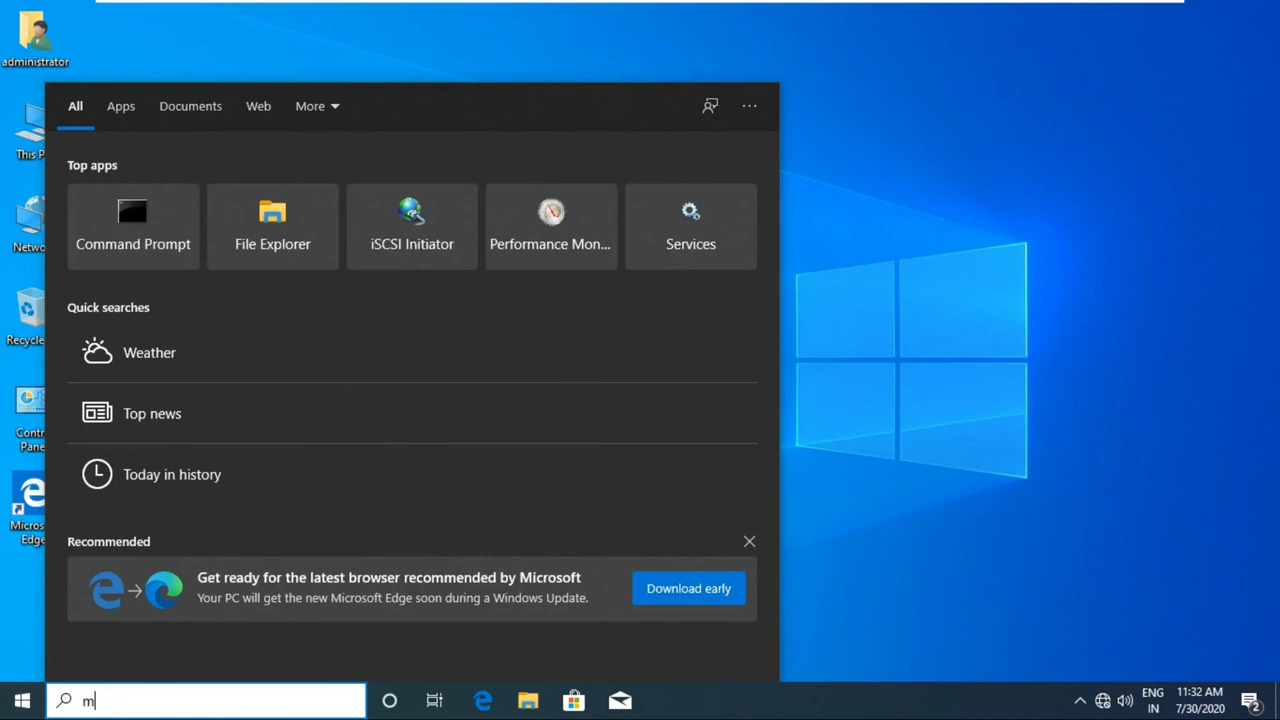 administrator
This P
Netwo
Recycle
Contr
Pane
Micros
Edge
All Apps Documents Web More
Top apps
Command Prompt File Explorer iSCSI Initiator Performance Mon... Services
Quick searches
Weather
Top news
Today in history
Recommended
Get ready for the latest browser recommended by Microsoft
Your PC will get the new Microsoft Edge soon during a Windows Update.
Download early
m
ENG
IN
11:32 AM
7/30/2020
2